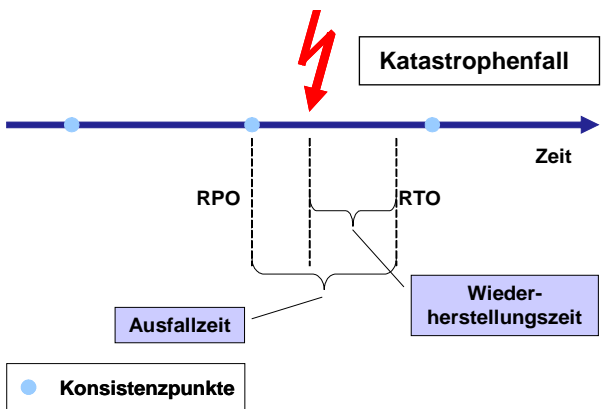 Katastrophenfall
Zeit
RPO
RTO
Wieder-
herstellungszeit
Ausfallzeit
Konsistenzpunkte